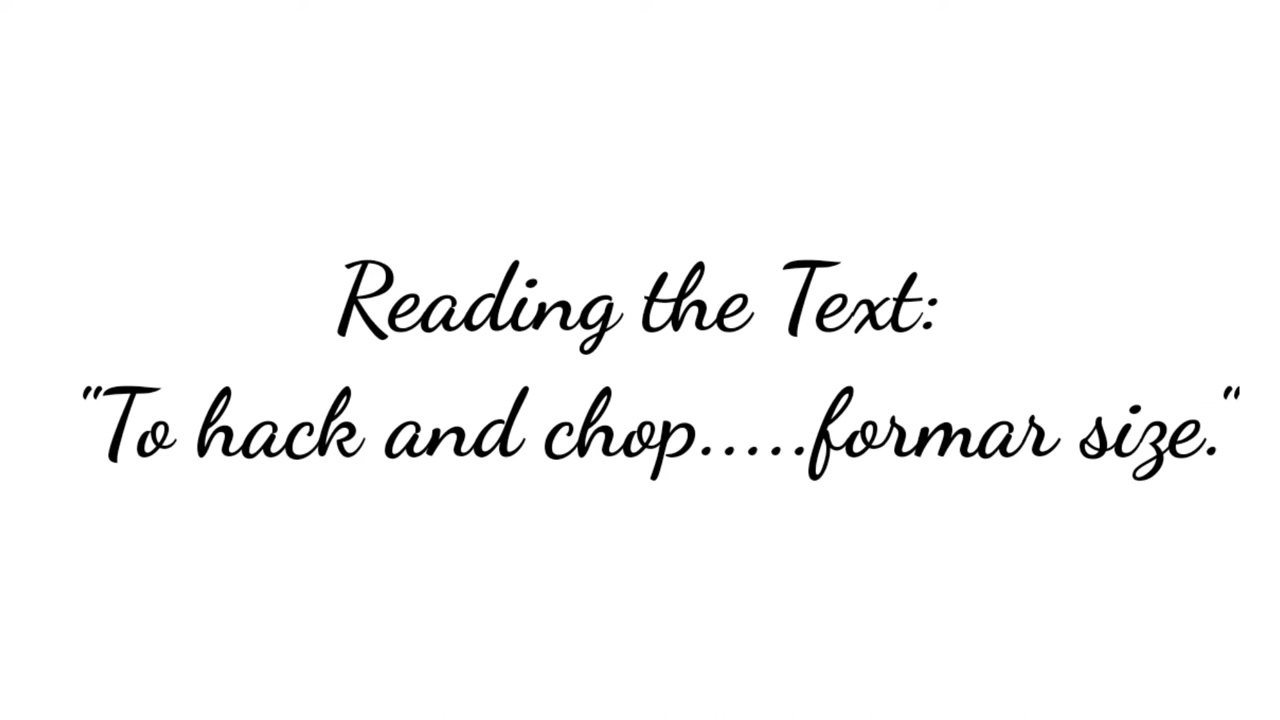 Reading the Text:
"To hack and chop.....formar size."